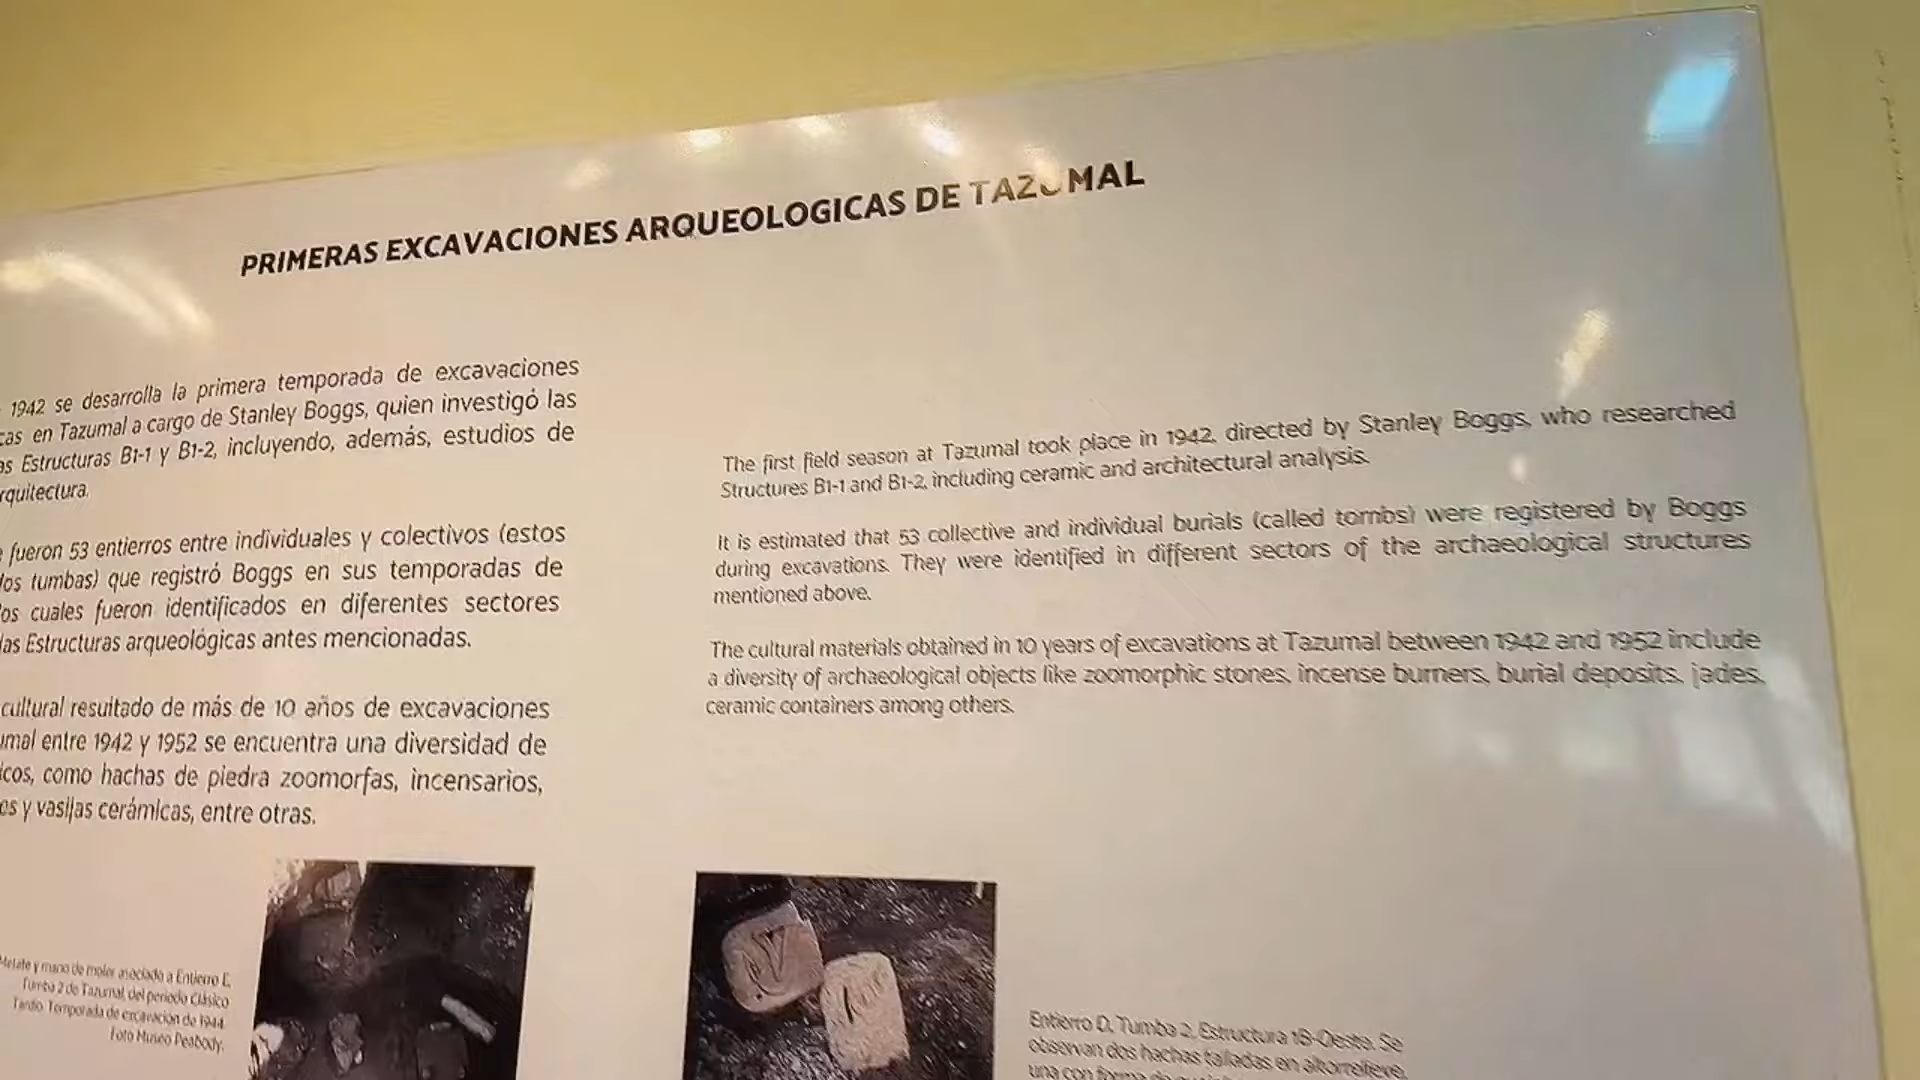 PRIMERAS EXCAVACIONES ARQUEOLOGICAS DE TAZUMAL
1942 se desarrolla la primera temporada de excavaciones
cas en Tazumal a cargo de Stanley Boggs, quien investigó las
as Estructuras B1-1 y B1-2, incluyendo, además, estudios de
rquitectura.
fueron 53 entierros entre individuales y colectivos (estos
los tumbas) que registró Boggs en sus temporadas de
os cuales fueron identificados en diferentes sectores
las Estructuras arqueológicas antes mencionadas.
cultural resultado de más de 10 años de excavaciones
umal entre 1942 y 1952 se encuentra una diversidad de
icos, como hachas de piedra zoomorfas, incensarios,
es y vasijas cerámicas, entre otras.
The first field season at Tazumal took place in 1942, directed by Stanley Boggs, who researched
Structures B1-1 and B1-2, including ceramic and architectural analysis.
It is estimated that 53 collective and individual burials (called tombs) were registered by Boggs
during excavations. They were identified in different sectors of the archaeological structures
mentioned above.
The cultural materials obtained in 10 years of excavations at Tazumal between 1942 and 1952 include
a diversity of archaeological objects like zoomorphic stones, incense burners, burial deposits, jades,
ceramic containers among others.
Metate y mano de moler asociado a Entierro E,
Tumba 2 de Tazumal, del periodo Clásico
Tardío. Temporada de excavación de 1944.
Foto Museo Peabody.
Entierro D, Tumba 2, Estructura 1B-Oeste. Se
observan dos hachas talladas en altorrelieve,
una con forma de